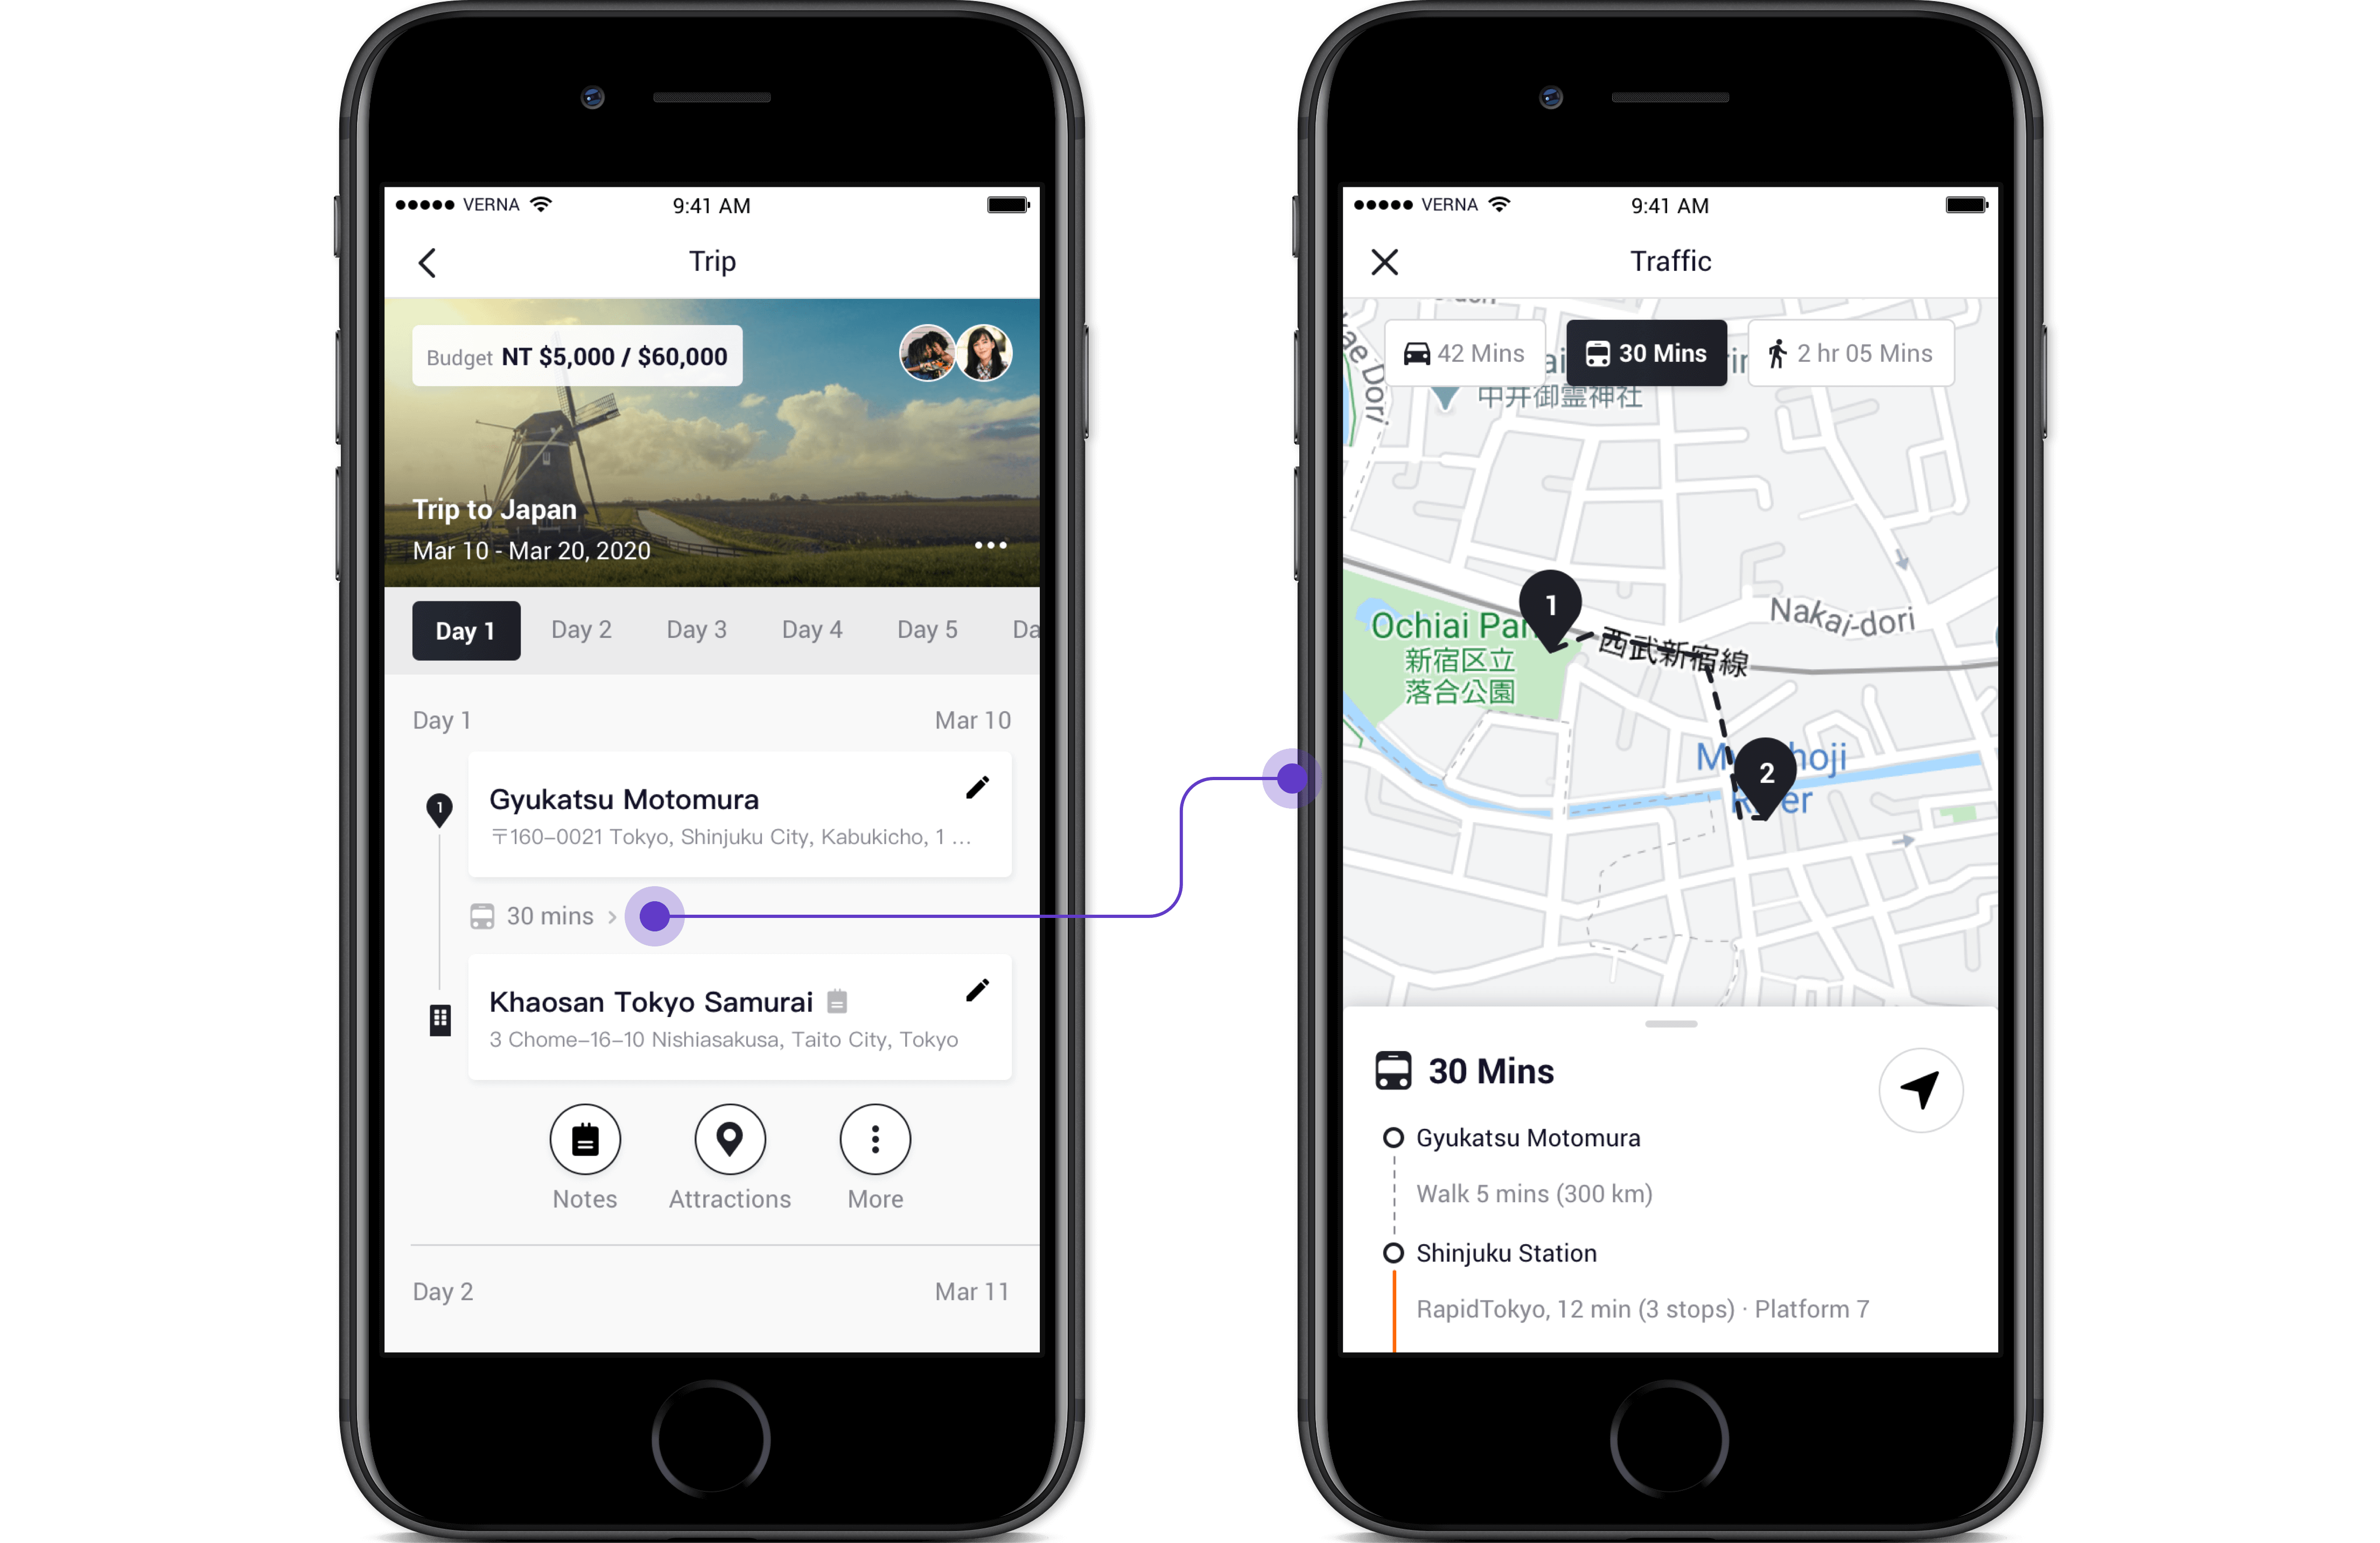 VERNA
9:41 AM
Trip
Budget NT $5,000 / $60,000
Trip to Japan
Mar 10 - Mar 20, 2020
Day 1 Day 2 Day 3 Day 4 Day 5 Da
Day 1 Mar 10
1
Gyukatsu Motomura
〒160-0021 Tokyo, Shinjuku City, Kabukicho, 1 ...
30 mins >
Khaosan Tokyo Samurai
3 Chome-16-10 Nishiasakusa, Taito City, Tokyo
Notes Attractions More
Day 2 Mar 11
VERNA
9:41 AM
Traffic
42 Mins 30 Mins 2 hr 05 Mins
中井御霊神社
1
Nakai-dori
Ochiai
西武新宿線
新宿区立
落合公園
2
30 Mins
Gyukatsu Motomura
Walk 5 mins (300 km)
Shinjuku Station
RapidTokyo, 12 min (3 stops) · Platform 7